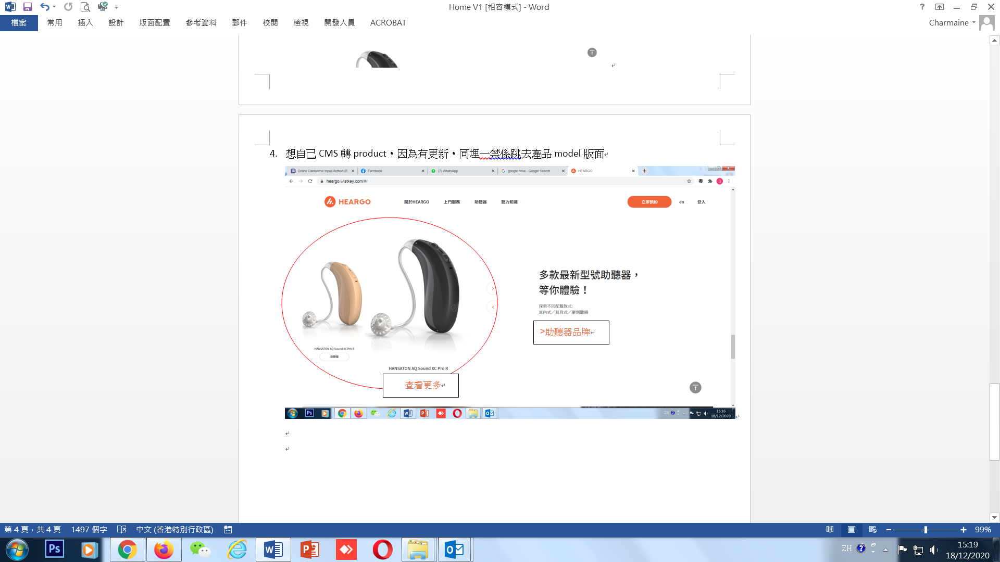 Home V1 [相容模式] - Word
檔案 常用 插入 設計 版面配置 參考資料 郵件 校閱 檢視 開發人員 ACROBAT
Charmaine
4. 想自己 CMS 轉 product，因為有更新，同埋一禁係跳去產品 model 版面
Online Cantonese Input Method
Facebook
(7) WhatsApp
google drive - Google Search
HEARGO
heargo.wistkey.com/#/
HEARGO
關於HEARGO 上門服務 助聽器 聽力知識
立即預約 en 登入
多款最新型號助聽器，
等你體驗！
探索不同配戴款式:
耳內式／耳背式／單側聽損
>助聽器品牌
HANSATON AQ Sound XC Pro R
助聽器
HANSATON AQ Sound XC Pro R
查看更多
ZH
15:16
18/12/2020
第 4 頁，共 4 頁 1497 個字 中文 (香港特別行政區)
99%
ZH
15:19
18/12/2020